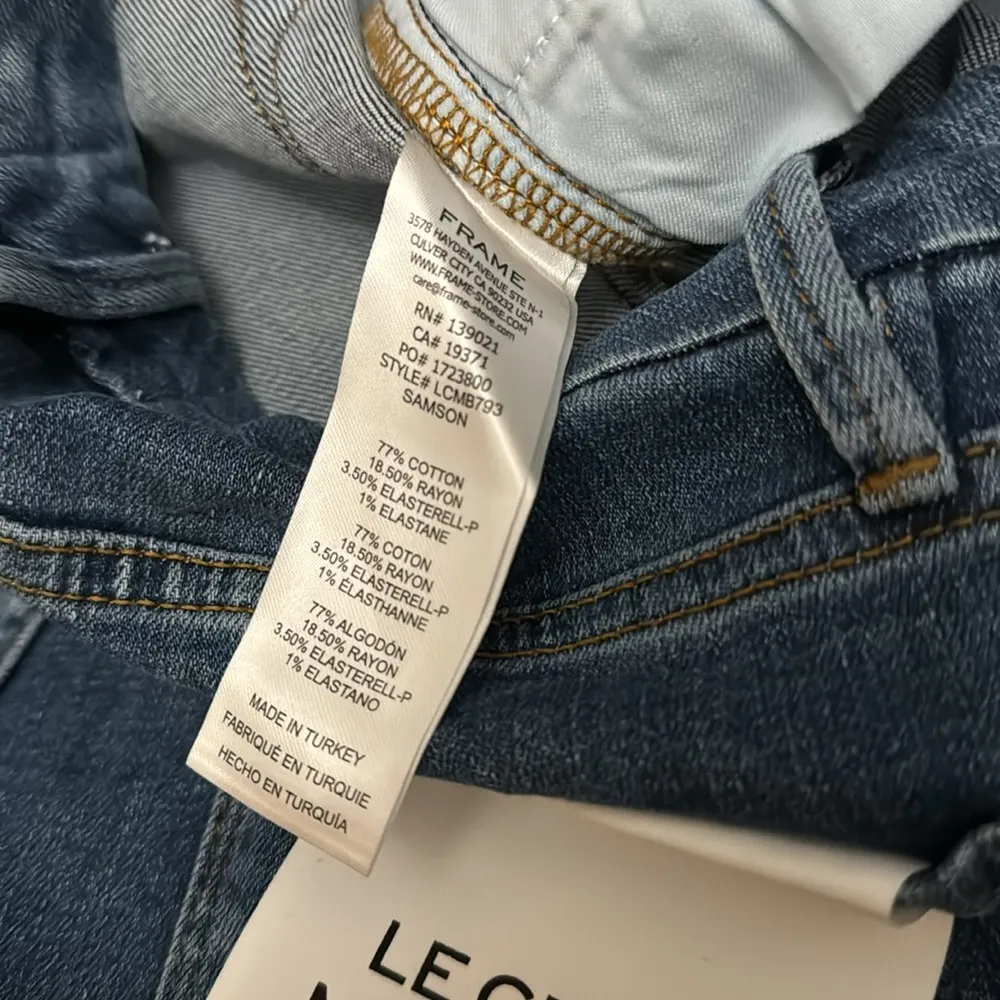 FRAME
3578 HAYDEN AVENUE STE N-1
CULVER CITY CA 90232 USA
WWW.FRAME-STORE.COM
care@frame-store.com
RN# 139021
CA# 19371
PO# 1723800
STYLE# LCMB793
SAMSON
77% COTTON
18.50% RAYON
3.50% ELASTERELL-P
1% ELASTANE
77% COTON
18.50% RAYON
3.50% ELASTERELL-P
1% ÉLASTHANNE
77% ALGODÓN
18.50% RAYON
3.50% ELASTERELL-P
1% ELASTANO
MADE IN TURKEY
FABRIQUÉ EN TURQUIE
HECHO EN TURQUÍA
LE